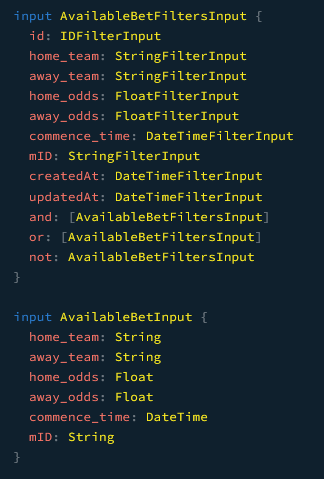 input AvailableBetFiltersInput {
  id: IDFilterInput
  home_team: StringFilterInput
  away_team: StringFilterInput
  home_odds: FloatFilterInput
  away_odds: FloatFilterInput
  commence_time: DateTimeFilterInput
  mID: StringFilterInput
  createdAt: DateTimeFilterInput
  updatedAt: DateTimeFilterInput
  and: [AvailableBetFiltersInput]
  or: [AvailableBetFiltersInput]
  not: AvailableBetFiltersInput
}

input AvailableBetInput {
  home_team: String
  away_team: String
  home_odds: Float
  away_odds: Float
  commence_time: DateTime
  mID: String
}